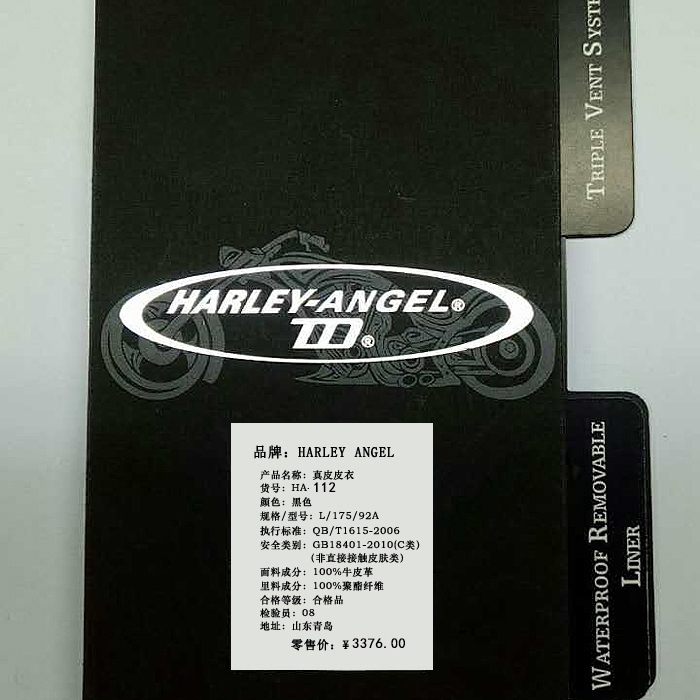 TRIPLE VENT SYSTE
HARLEY-ANGEL®
TD®
品牌：HARLEY ANGEL
产品名称：真皮皮衣
货号：HA-112
颜色：黑色
规格/型号：L/175/92A
执行标准：QB/T1615-2006
安全类别：GB18401-2010(C类)
(非直接接触皮肤类)
面料成分：100%牛皮革
里料成分：100%聚酯纤维
合格等级：合格品
检验员：08
地址：山东青岛
零售价：¥3376.00
WATERPROOF REMOVABLE
LINER